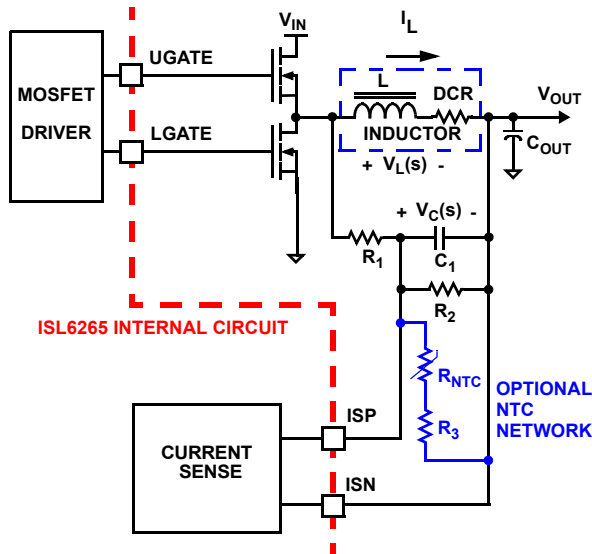 V_IN
I_L
MOSFET
DRIVER
UGATE
LGATE
L
DCR
INDUCTOR
+ V_L(s) -
V_OUT
C_OUT
+ V_C(s) -
R_1
C_1
R_2
ISL6265 INTERNAL CIRCUIT
R_NTC
R_3
OPTIONAL
NTC
NETWORK
CURRENT
SENSE
ISP
ISN